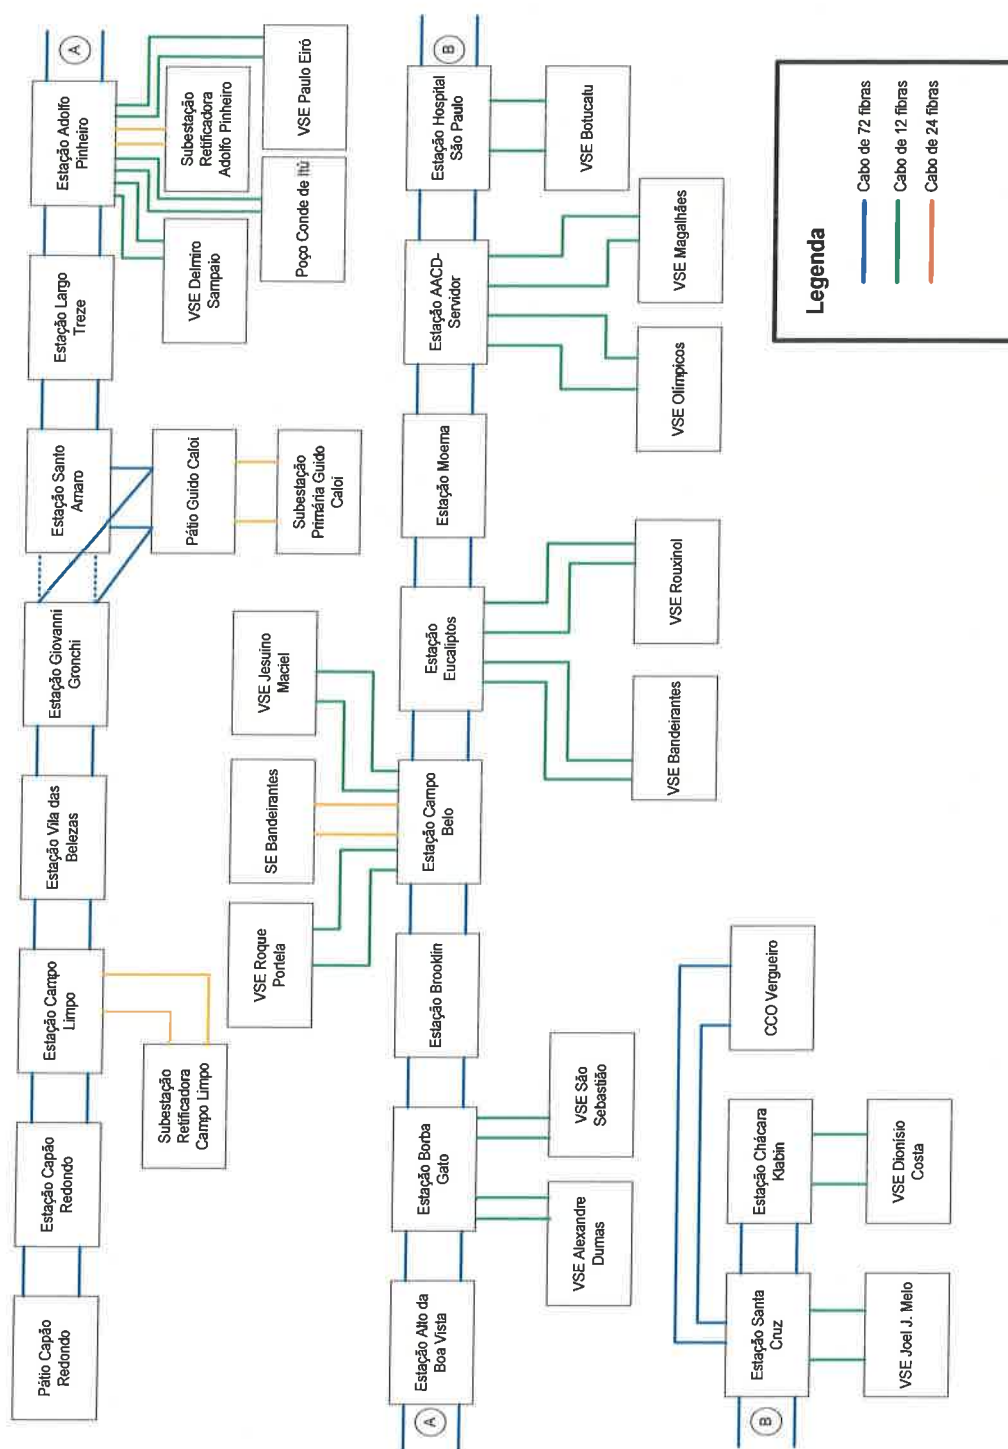 Pátio Capão
Redondo
Estação Capão
Redondo
Estação Campo
Limpo
Estação Vila das
Belezas
Estação Giovanni
Gronchi
Estação Santo
Amaro
Estação Largo
Treze
Estação Adolfo
Pinheiro
A
Subestação
Retificadora
Campo Limpo
Pátio Guido Caloi
Subestação
Primária Guido
Caloi
VSE Delmiro
Sampaio
Poço Conde de Itú
Subestação
Retificadora
Adolfo Pinheiro
VSE Paulo Eiró
VSE Roque
Portela
SE Bandeirantes
VSE Jesuino
Maciel
A
Estação Alto da
Boa Vista
Estação Borba
Gato
Estação Brooklin
Estação Campo
Belo
Estação
Eucaliptos
Estação Moema
Estação AACD-
Servidor
Estação Hospital
São Paulo
B
VSE Alexandre
Dumas
VSE São
Sebastião
VSE Bandeirantes
VSE Rouxinol
VSE Olímpicos
VSE Magalhães
VSE Botucatu
B
Estação Santa
Cruz
Estação Chácara
Klabin
CCO Vergueiro
VSE Joel J. Melo
VSE Dionísio
Costa
Legenda
Cabo de 72 fibras
Cabo de 12 fibras
Cabo de 24 fibras